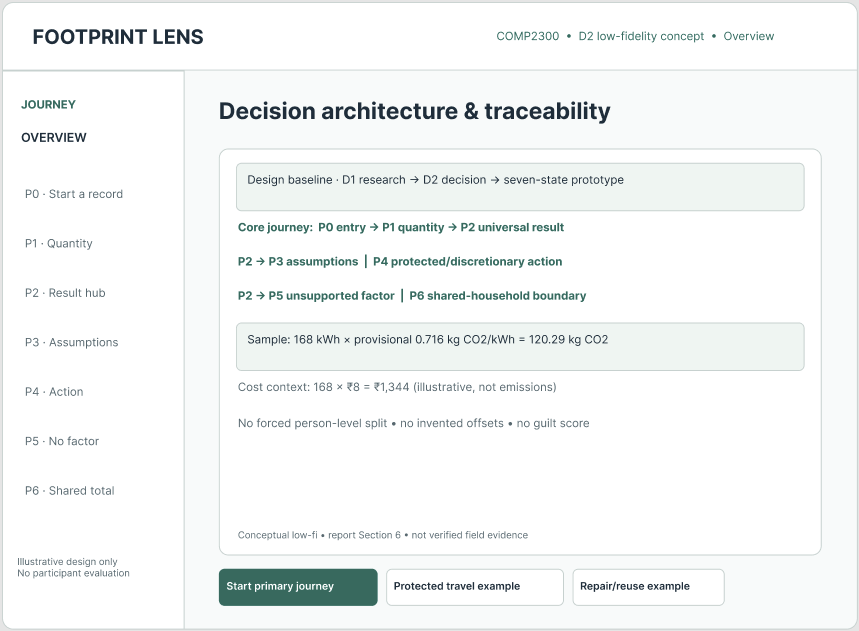 FOOTPRINT LENS
COMP2300 • D2 low-fidelity concept • Overview
JOURNEY
OVERVIEW
P0 · Start a record
P1 · Quantity
P2 · Result hub
P3 · Assumptions
P4 · Action
P5 · No factor
P6 · Shared total
Illustrative design only
No participant evaluation
Decision architecture & traceability
Design baseline · D1 research → D2 decision → seven-state prototype
Core journey: P0 entry → P1 quantity → P2 universal result
P2 → P3 assumptions | P4 protected/discretionary action
P2 → P5 unsupported factor | P6 shared-household boundary
Sample: 168 kWh × provisional 0.716 kg CO2/kWh = 120.29 kg CO2
Cost context: 168 × ₹8 = ₹1,344 (illustrative, not emissions)
No forced person-level split • no invented offsets • no guilt score
Conceptual low-fi • report Section 6 • not verified field evidence
Start primary journey
Protected travel example
Repair/reuse example